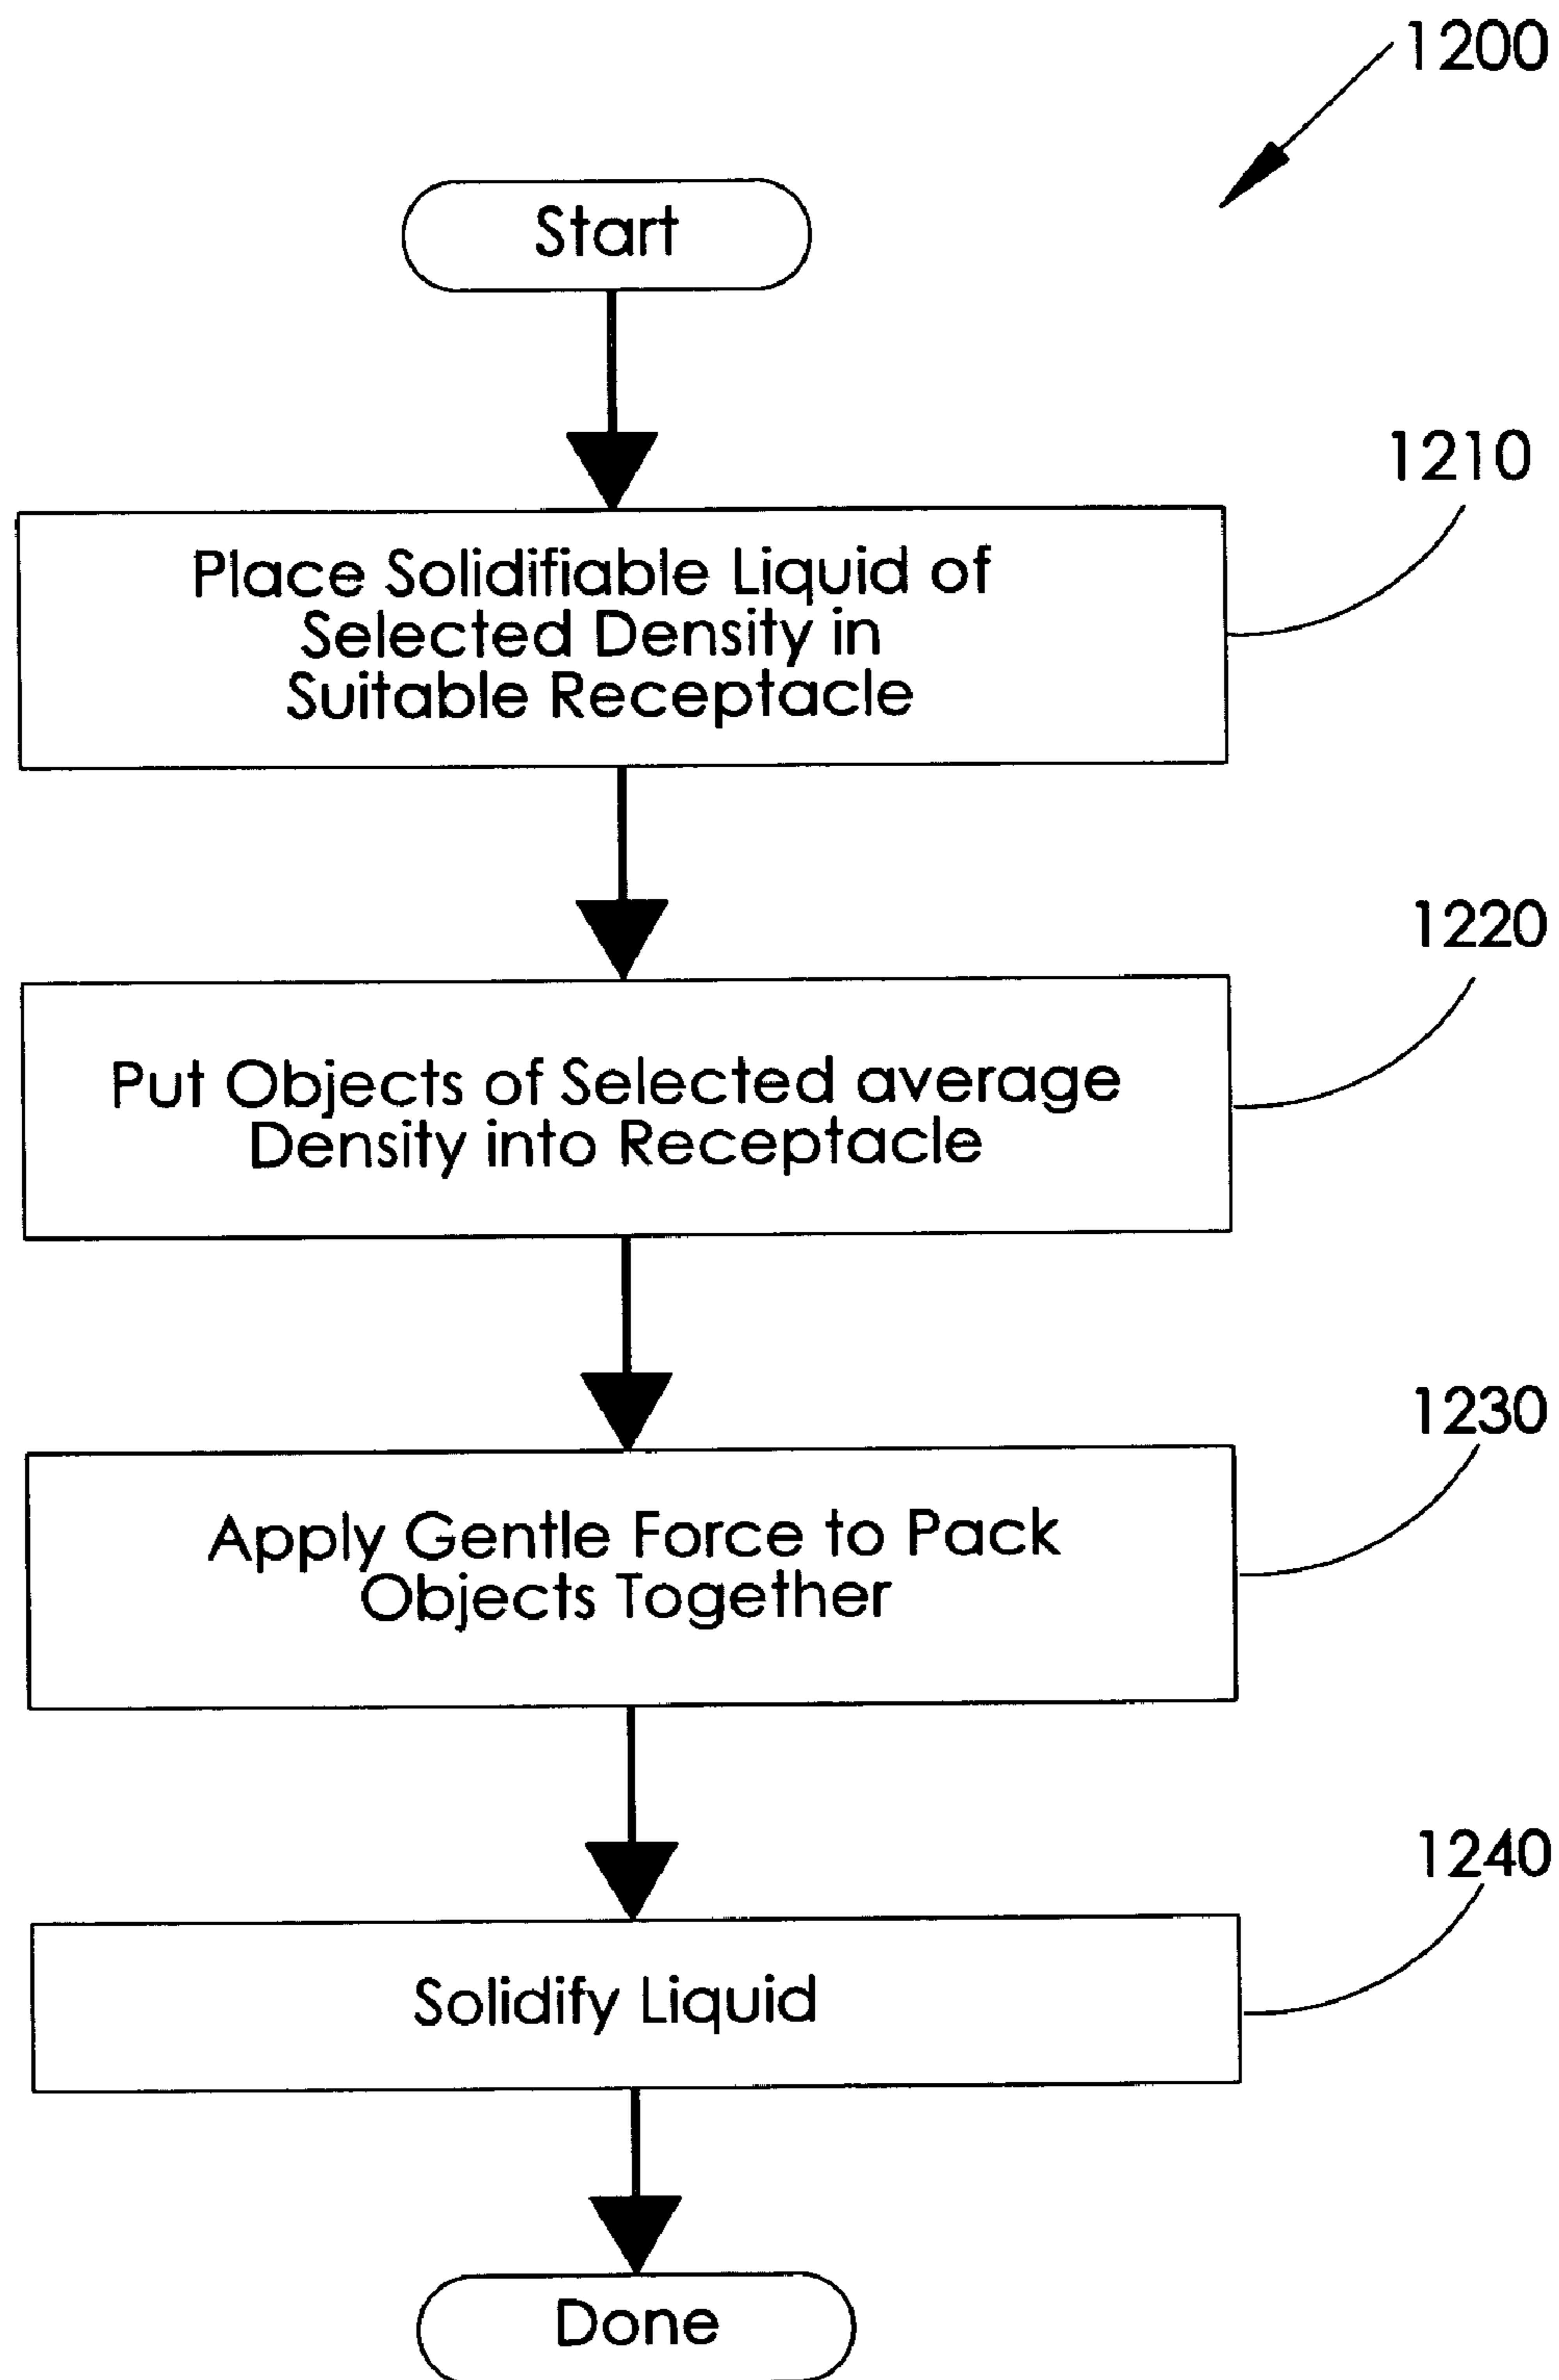 1200
Start
1210
Place Solidifiable Liquid of
Selected Density in
Suitable Receptacle
1220
Put Objects of Selected average
Density into Receptacle
1230
Apply Gentle Force to Pack
Objects Together
1240
Solidify Liquid
Done